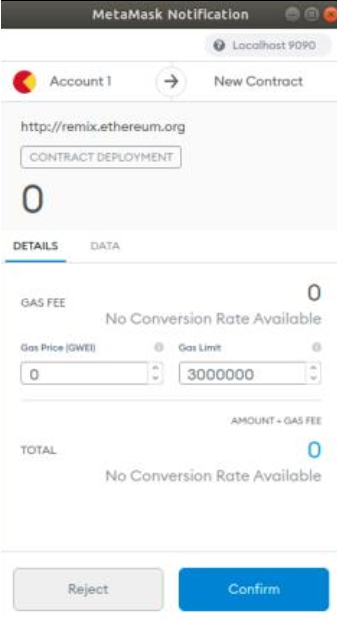 MetaMask Notification
Localhost 9090
Account 1
New Contract
http://remix.ethereum.org
CONTRACT DEPLOYMENT
0
DETAILS DATA
GAS FEE 0
No Conversion Rate Available
Gas Price (GWEI) Gas Limit
0 3000000
AMOUNT + GAS FEE
TOTAL 0
No Conversion Rate Available
Reject Confirm